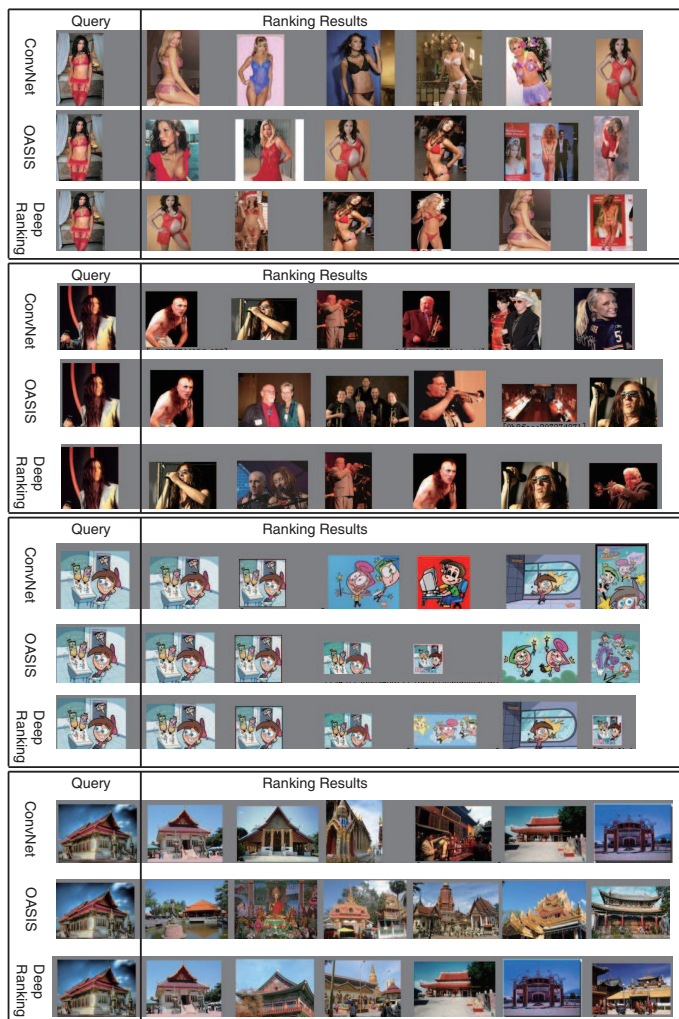 Query Ranking Results
ConvNet
OASIS
Deep
Ranking
Query Ranking Results
ConvNet
OASIS
Deep
Ranking
Query Ranking Results
ConvNet
OASIS
Deep
Ranking
Query Ranking Results
ConvNet
OASIS
Deep
Ranking